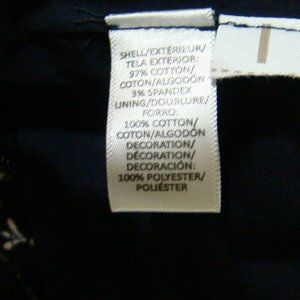 SHELL/EXTÉRIEUR/
TELA EXTERIOR:
97% COTTON/
COTON/ALGODÓN
3% SPANDEX
LINING/DOUBLURE/
FORRO:
100% COTTON/
COTON/ALGODÓN
DECORATION/
DÉCORATION/
DECORACIÓN:
100% POLYESTER/
POLIÉSTER